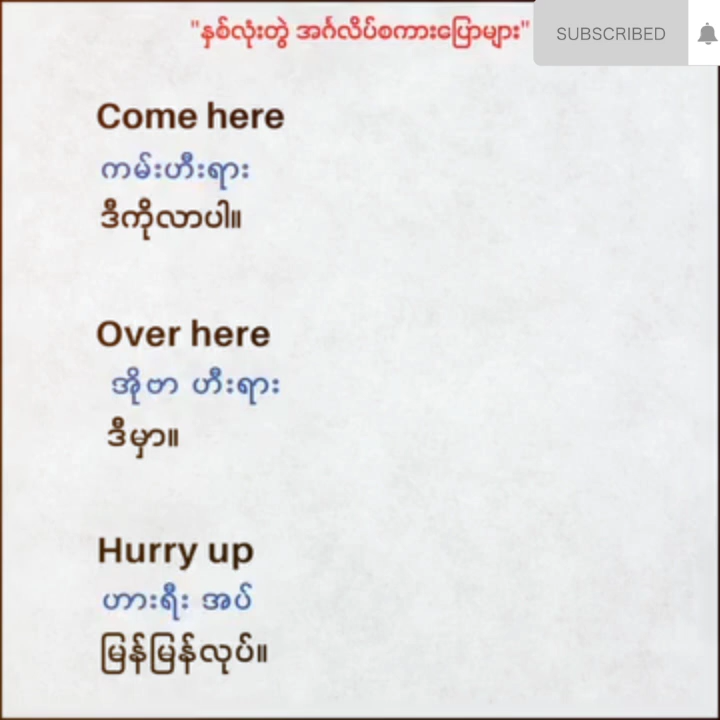 "နှစ်လုံးတွဲ အင်္ဂလိပ်စကားပြောများ"
SUBSCRIBED
Come here
ကမ်းဟီးရား
ဒီကိုလာပါ။
Over here
အိုဗာ ဟီးရား
ဒီမှာ။
Hurry up
ဟားရီး အပ်
မြန်မြန်လုပ်။